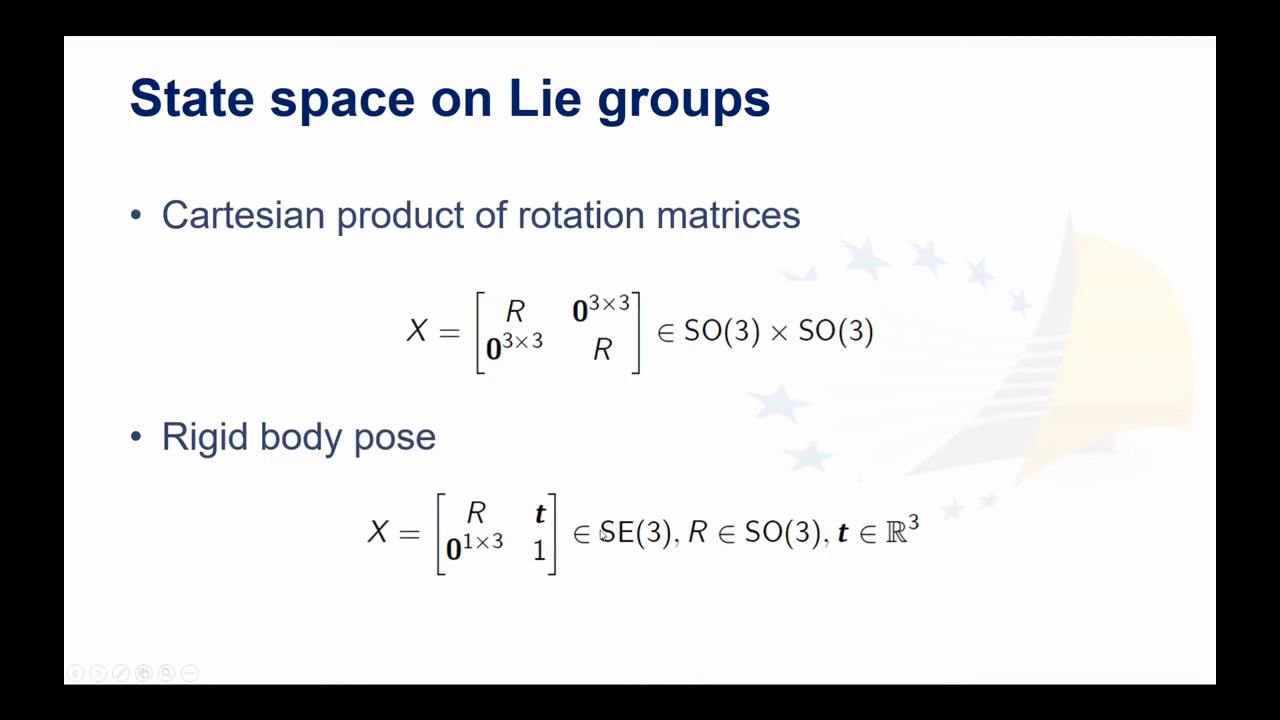 State space on Lie groups
• Cartesian product of rotation matrices
X = [ R 0^{3×3} ; 0^{3×3} R ] ∈ SO(3) × SO(3)
• Rigid body pose
X = [ R t ; 0^{1×3} 1 ] ∈ SE(3), R ∈ SO(3), t ∈ ℝ^3